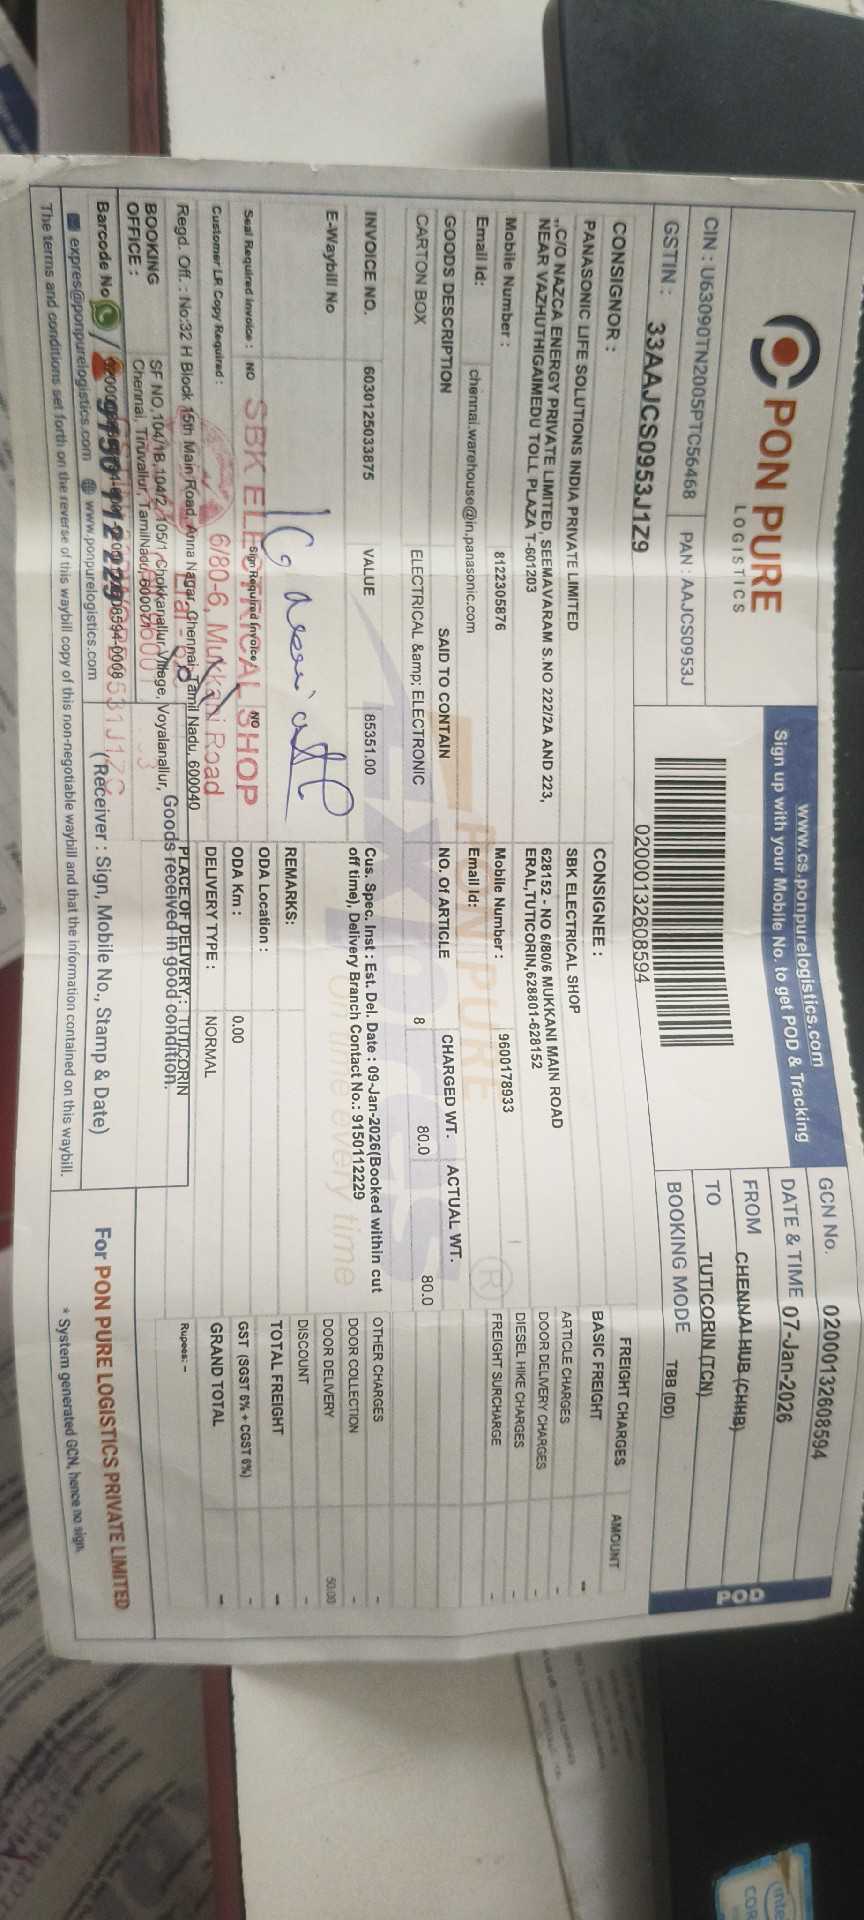 PON PURE
LOGISTICS
CIN : U63090TN2005PTC56468
PAN : AAJCS0953J
GSTIN : 33AAJCS0953J1Z9
www.cs.ponpurelogistics.com
Sign up with your Mobile No. to get POD & Tracking
02000132608594
GCN No. 02000132608594
DATE & TIME 07-Jan-2026
FROM CHENNAI HUB (CHHB)
TO TUTICORIN (TCN)
BOOKING MODE TBB (DD)
POD
CONSIGNOR :
PANASONIC LIFE SOLUTIONS INDIA PRIVATE LIMITED
,,C/O NAZCA ENERGY PRIVATE LIMITED, SEEMAVARAM S.NO 222/2A AND 223,
NEAR VAZHUTHIGAIMEDU TOLL PLAZA T-601203
Mobile Number : 8122305876
Email Id: chennai.warehouse@in.panasonic.com
CONSIGNEE :
SBK ELECTRICAL SHOP
628152 - NO 6/80/6 MUKKANI MAIN ROAD
ERAL,TUTICORIN,628801-628152
Mobile Number : 9600178933
Email Id:
GOODS DESCRIPTION SAID TO CONTAIN NO. Of ARTICLE CHARGED WT. ACTUAL WT.
CARTON BOX ELECTRICAL &amp; ELECTRONIC 8 80.0 80.0
INVOICE NO. 6030125033875 VALUE 85351.00
E-Waybill No
Cus. Spec. Inst : Est. Del. Date : 09-Jan-2026(Booked within cut
off time), Delivery Branch Contact No.: 9150112229
REMARKS:
ODA Location :
ODA Km : 0.00
DELIVERY TYPE : NORMAL
PLACE OF DELIVERY : TUTICORIN
Seal Required Invoice : NO Sign Required Invoice NO
Customer LR Copy Required :
Regd. Off. : No:32 H Block 15th Main Road, Anna Nagar, Chennai, Tamil Nadu, 600040
BOOKING OFFICE :
SF NO,104/1B,104/2, 105/1, Chokkanallur Village, Voyalanallur,
Chennai, Tiruvallur, TamilNadu,
Barcode No
9150112229
SBK ELECTRICAL SHOP
6/80-6, Mukkani Road
Goods received in good condition.
(Receiver : Sign, Mobile No., Stamp & Date)
expres@ponpurelogistics.com www.ponpurelogistics.com
The terms and conditions set forth on the reverse of this waybill copy of this non-negotiable waybill and that the information contained on this waybill.
FREIGHT CHARGES AMOUNT
BASIC FREIGHT --
ARTICLE CHARGES -
DOOR DELIVERY CHARGES -
DIESEL HIKE CHARGES -
FREIGHT SURCHARGE -
OTHER CHARGES -
DOOR COLLECTION -
DOOR DELIVERY 50.00
DISCOUNT -
TOTAL FREIGHT --
GST (SGST 6% + CGST 6%) -
GRAND TOTAL --
Rupees: --
For PON PURE LOGISTICS PRIVATE LIMITED
* System generated GCN, hence no sign.
PON PURE
Expres
On time every time